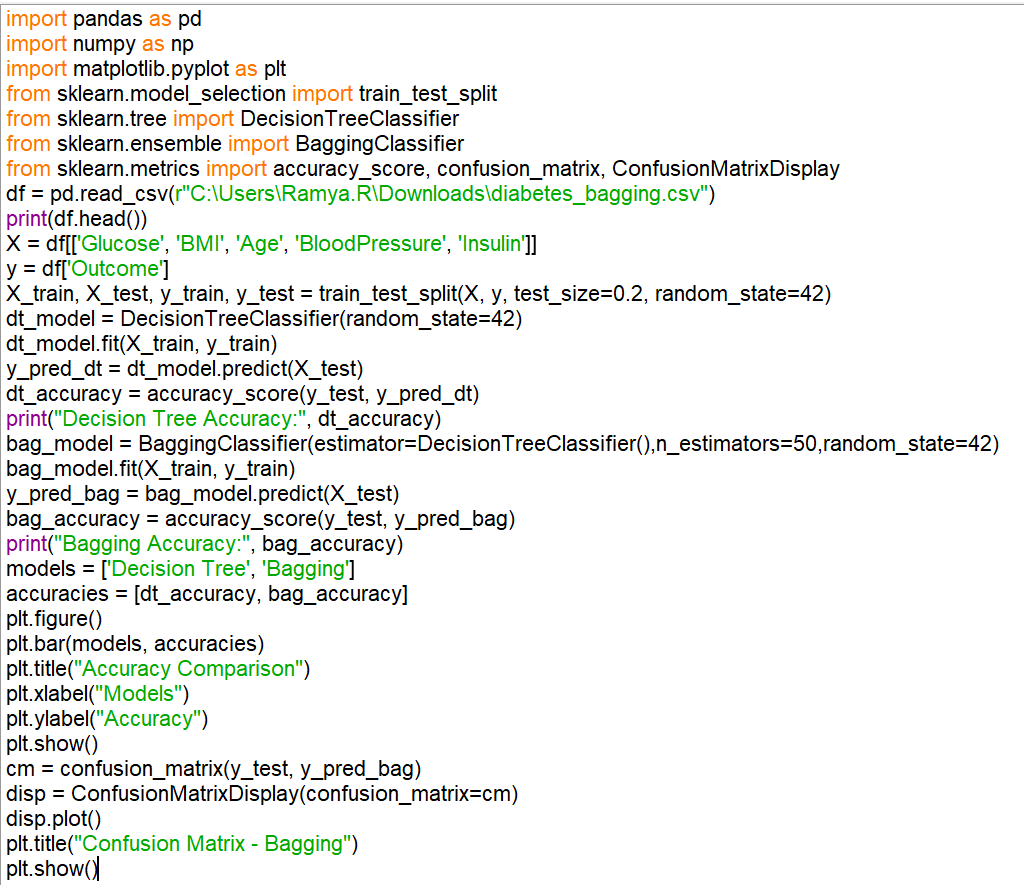 import pandas as pd
import numpy as np
import matplotlib.pyplot as plt
from sklearn.model_selection import train_test_split
from sklearn.tree import DecisionTreeClassifier
from sklearn.ensemble import BaggingClassifier
from sklearn.metrics import accuracy_score, confusion_matrix, ConfusionMatrixDisplay
df = pd.read_csv(r"C:\Users\Ramya.R\Downloads\diabetes_bagging.csv")
print(df.head())
X = df[['Glucose', 'BMI', 'Age', 'BloodPressure', 'Insulin']]
y = df['Outcome']
X_train, X_test, y_train, y_test = train_test_split(X, y, test_size=0.2, random_state=42)
dt_model = DecisionTreeClassifier(random_state=42)
dt_model.fit(X_train, y_train)
y_pred_dt = dt_model.predict(X_test)
dt_accuracy = accuracy_score(y_test, y_pred_dt)
print("Decision Tree Accuracy:", dt_accuracy)
bag_model = BaggingClassifier(estimator=DecisionTreeClassifier(),n_estimators=50,random_state=42)
bag_model.fit(X_train, y_train)
y_pred_bag = bag_model.predict(X_test)
bag_accuracy = accuracy_score(y_test, y_pred_bag)
print("Bagging Accuracy:", bag_accuracy)
models = ['Decision Tree', 'Bagging']
accuracies = [dt_accuracy, bag_accuracy]
plt.figure()
plt.bar(models, accuracies)
plt.title("Accuracy Comparison")
plt.xlabel("Models")
plt.ylabel("Accuracy")
plt.show()
cm = confusion_matrix(y_test, y_pred_bag)
disp = ConfusionMatrixDisplay(confusion_matrix=cm)
disp.plot()
plt.title("Confusion Matrix - Bagging")
plt.show()